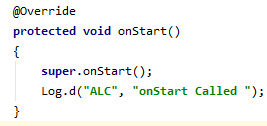 @Override
protected void onStart()
{
super.onStart();
Log.d("ALC", "onStart Called ");
}